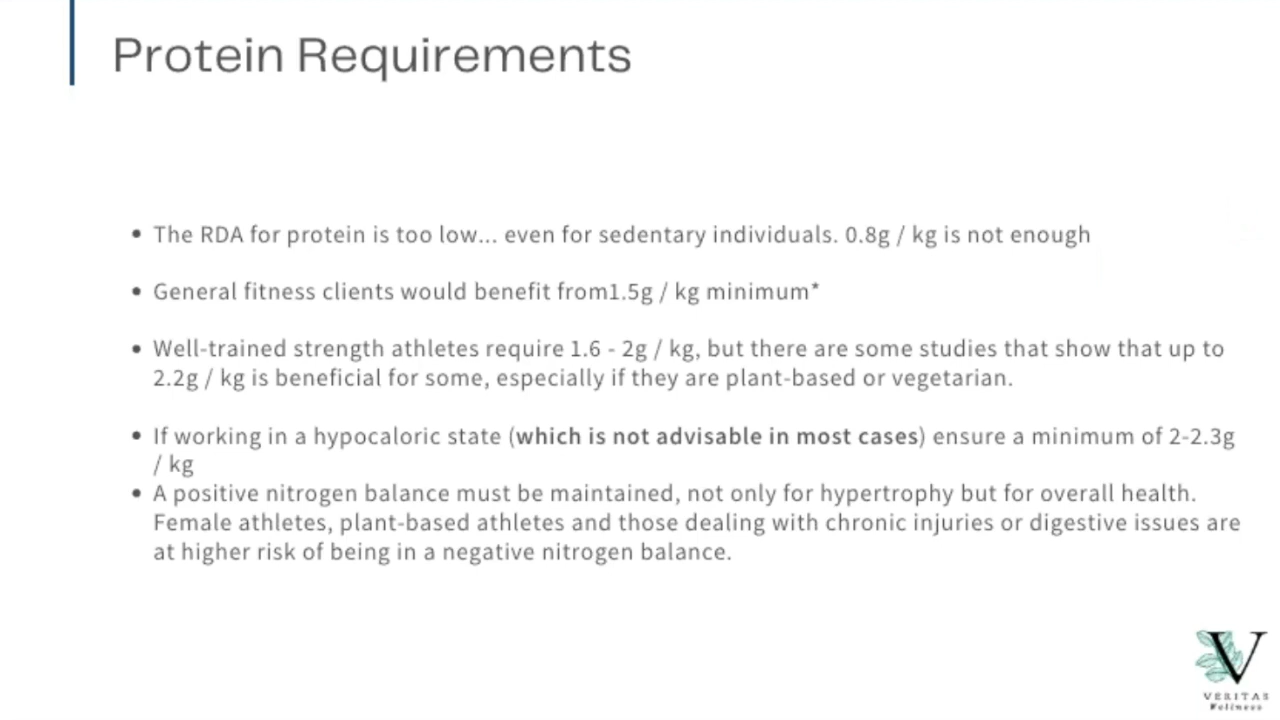 Protein Requirements
• The RDA for protein is too low... even for sedentary individuals. 0.8g / kg is not enough
• General fitness clients would benefit from1.5g / kg minimum*
• Well-trained strength athletes require 1.6 - 2g / kg, but there are some studies that show that up to
2.2g / kg is beneficial for some, especially if they are plant-based or vegetarian.
• If working in a hypocaloric state (which is not advisable in most cases) ensure a minimum of 2-2.3g
/ kg
• A positive nitrogen balance must be maintained, not only for hypertrophy but for overall health.
Female athletes, plant-based athletes and those dealing with chronic injuries or digestive issues are
at higher risk of being in a negative nitrogen balance.
V
VERITAS
Wellness